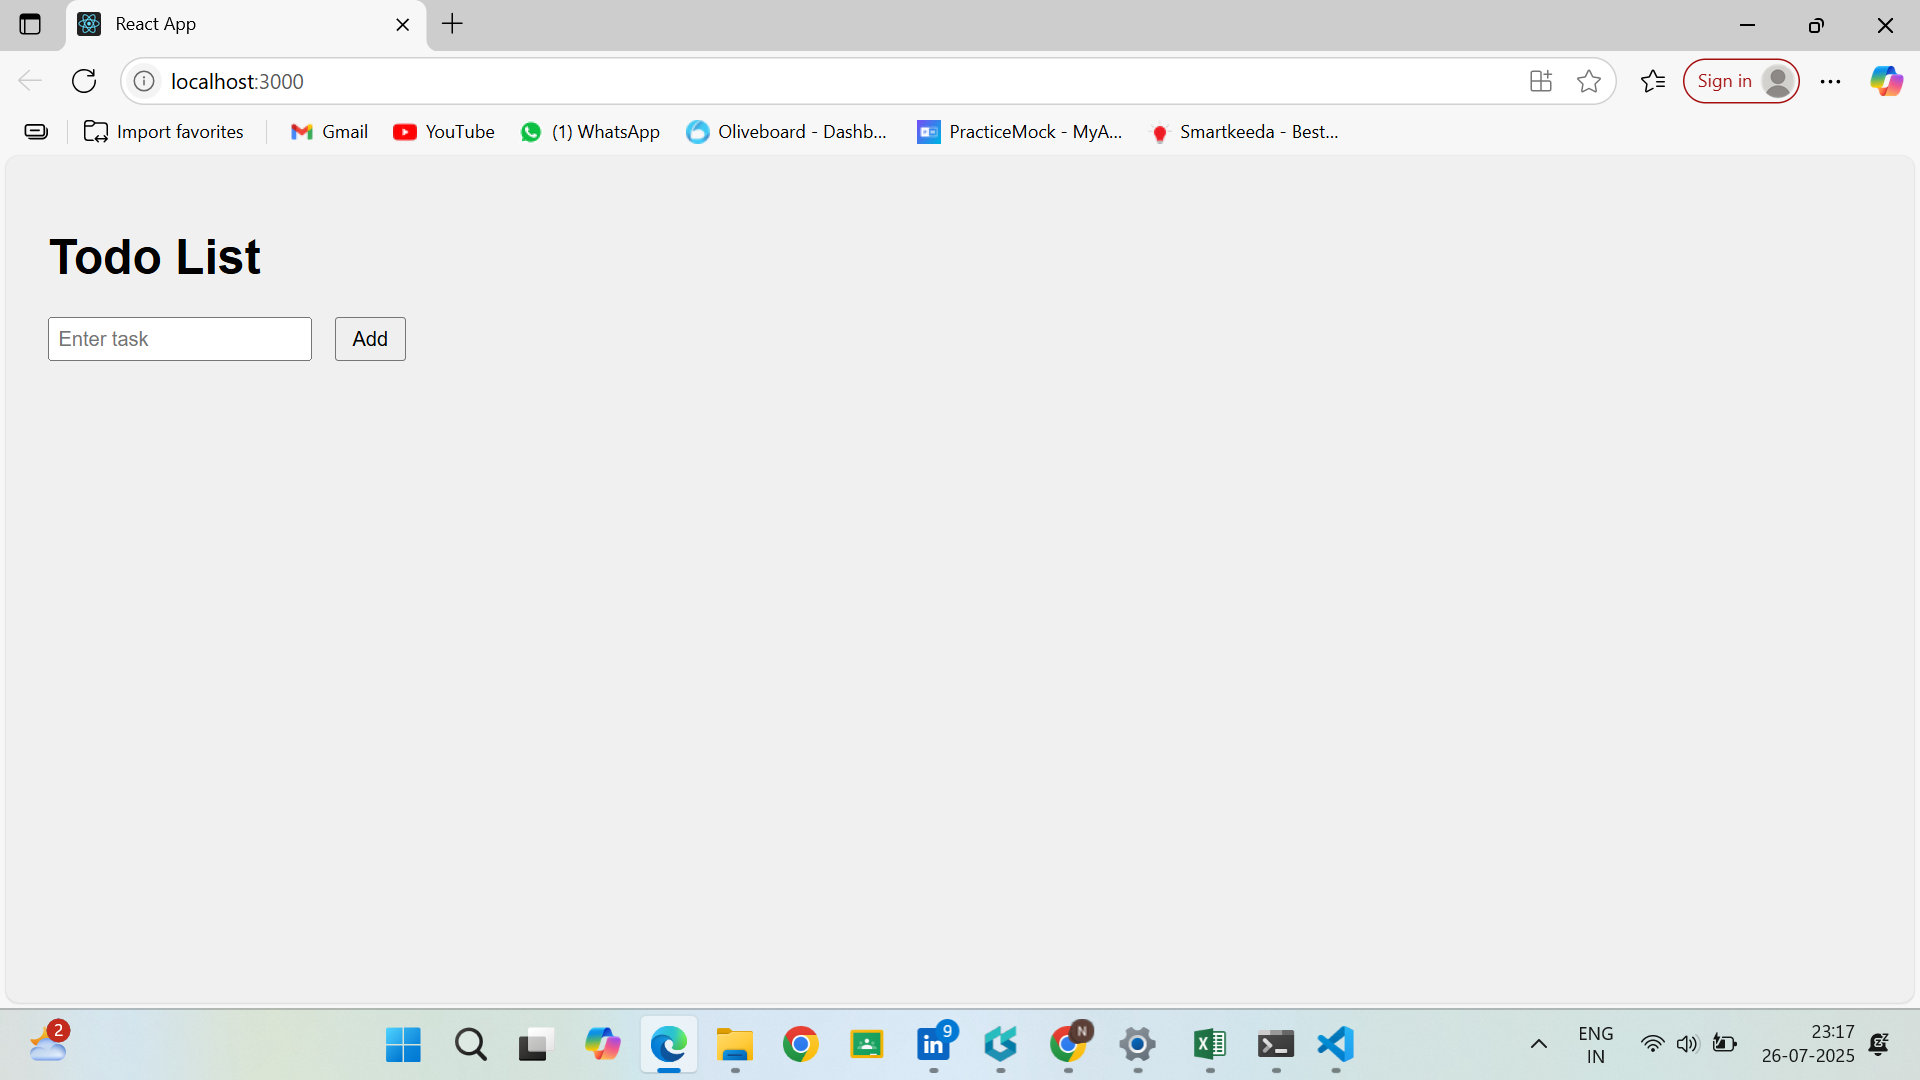 React App
localhost:3000
Sign in
Import favorites
Gmail
YouTube
(1) WhatsApp
Oliveboard - Dashb...
PracticeMock - MyA...
Smartkeeda - Best...
Todo List
Enter task
Add
2
9
N
ENG
IN
23:17
26-07-2025